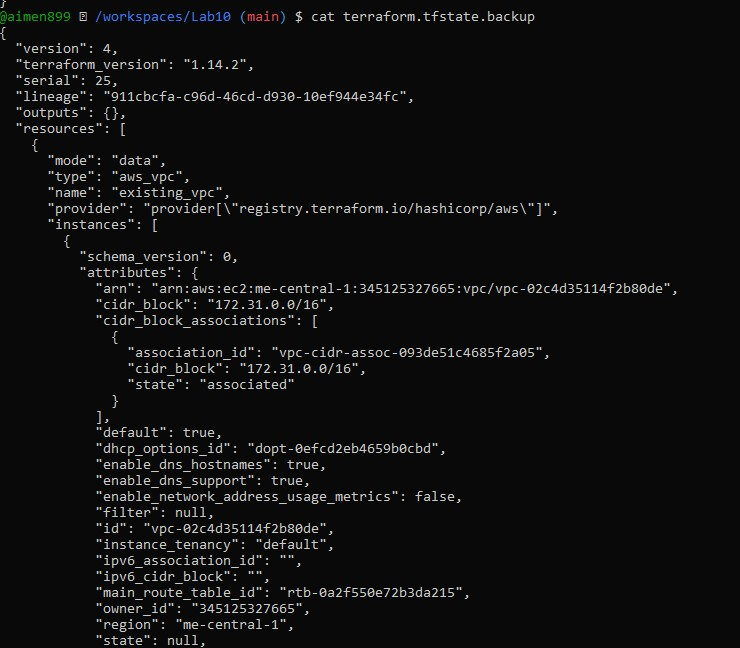 }
@aimen899 /workspaces/Lab10 (main) $ cat terraform.tfstate.backup
{
  "version": 4,
  "terraform_version": "1.14.2",
  "serial": 25,
  "lineage": "911cbcfa-c96d-46cd-d930-10ef944e34fc",
  "outputs": {},
  "resources": [
    {
      "mode": "data",
      "type": "aws_vpc",
      "name": "existing_vpc",
      "provider": "provider[\"registry.terraform.io/hashicorp/aws\"]",
      "instances": [
        {
          "schema_version": 0,
          "attributes": {
            "arn": "arn:aws:ec2:me-central-1:345125327665:vpc/vpc-02c4d35114f2b80de",
            "cidr_block": "172.31.0.0/16",
            "cidr_block_associations": [
              {
                "association_id": "vpc-cidr-assoc-093de51c4685f2a05",
                "cidr_block": "172.31.0.0/16",
                "state": "associated"
              }
            ],
            "default": true,
            "dhcp_options_id": "dopt-0efcd2eb4659b0cbd",
            "enable_dns_hostnames": true,
            "enable_dns_support": true,
            "enable_network_address_usage_metrics": false,
            "filter": null,
            "id": "vpc-02c4d35114f2b80de",
            "instance_tenancy": "default",
            "ipv6_association_id": "",
            "ipv6_cidr_block": "",
            "main_route_table_id": "rtb-0a2f550e72b3da215",
            "owner_id": "345125327665",
            "region": "me-central-1",
            "state": null,